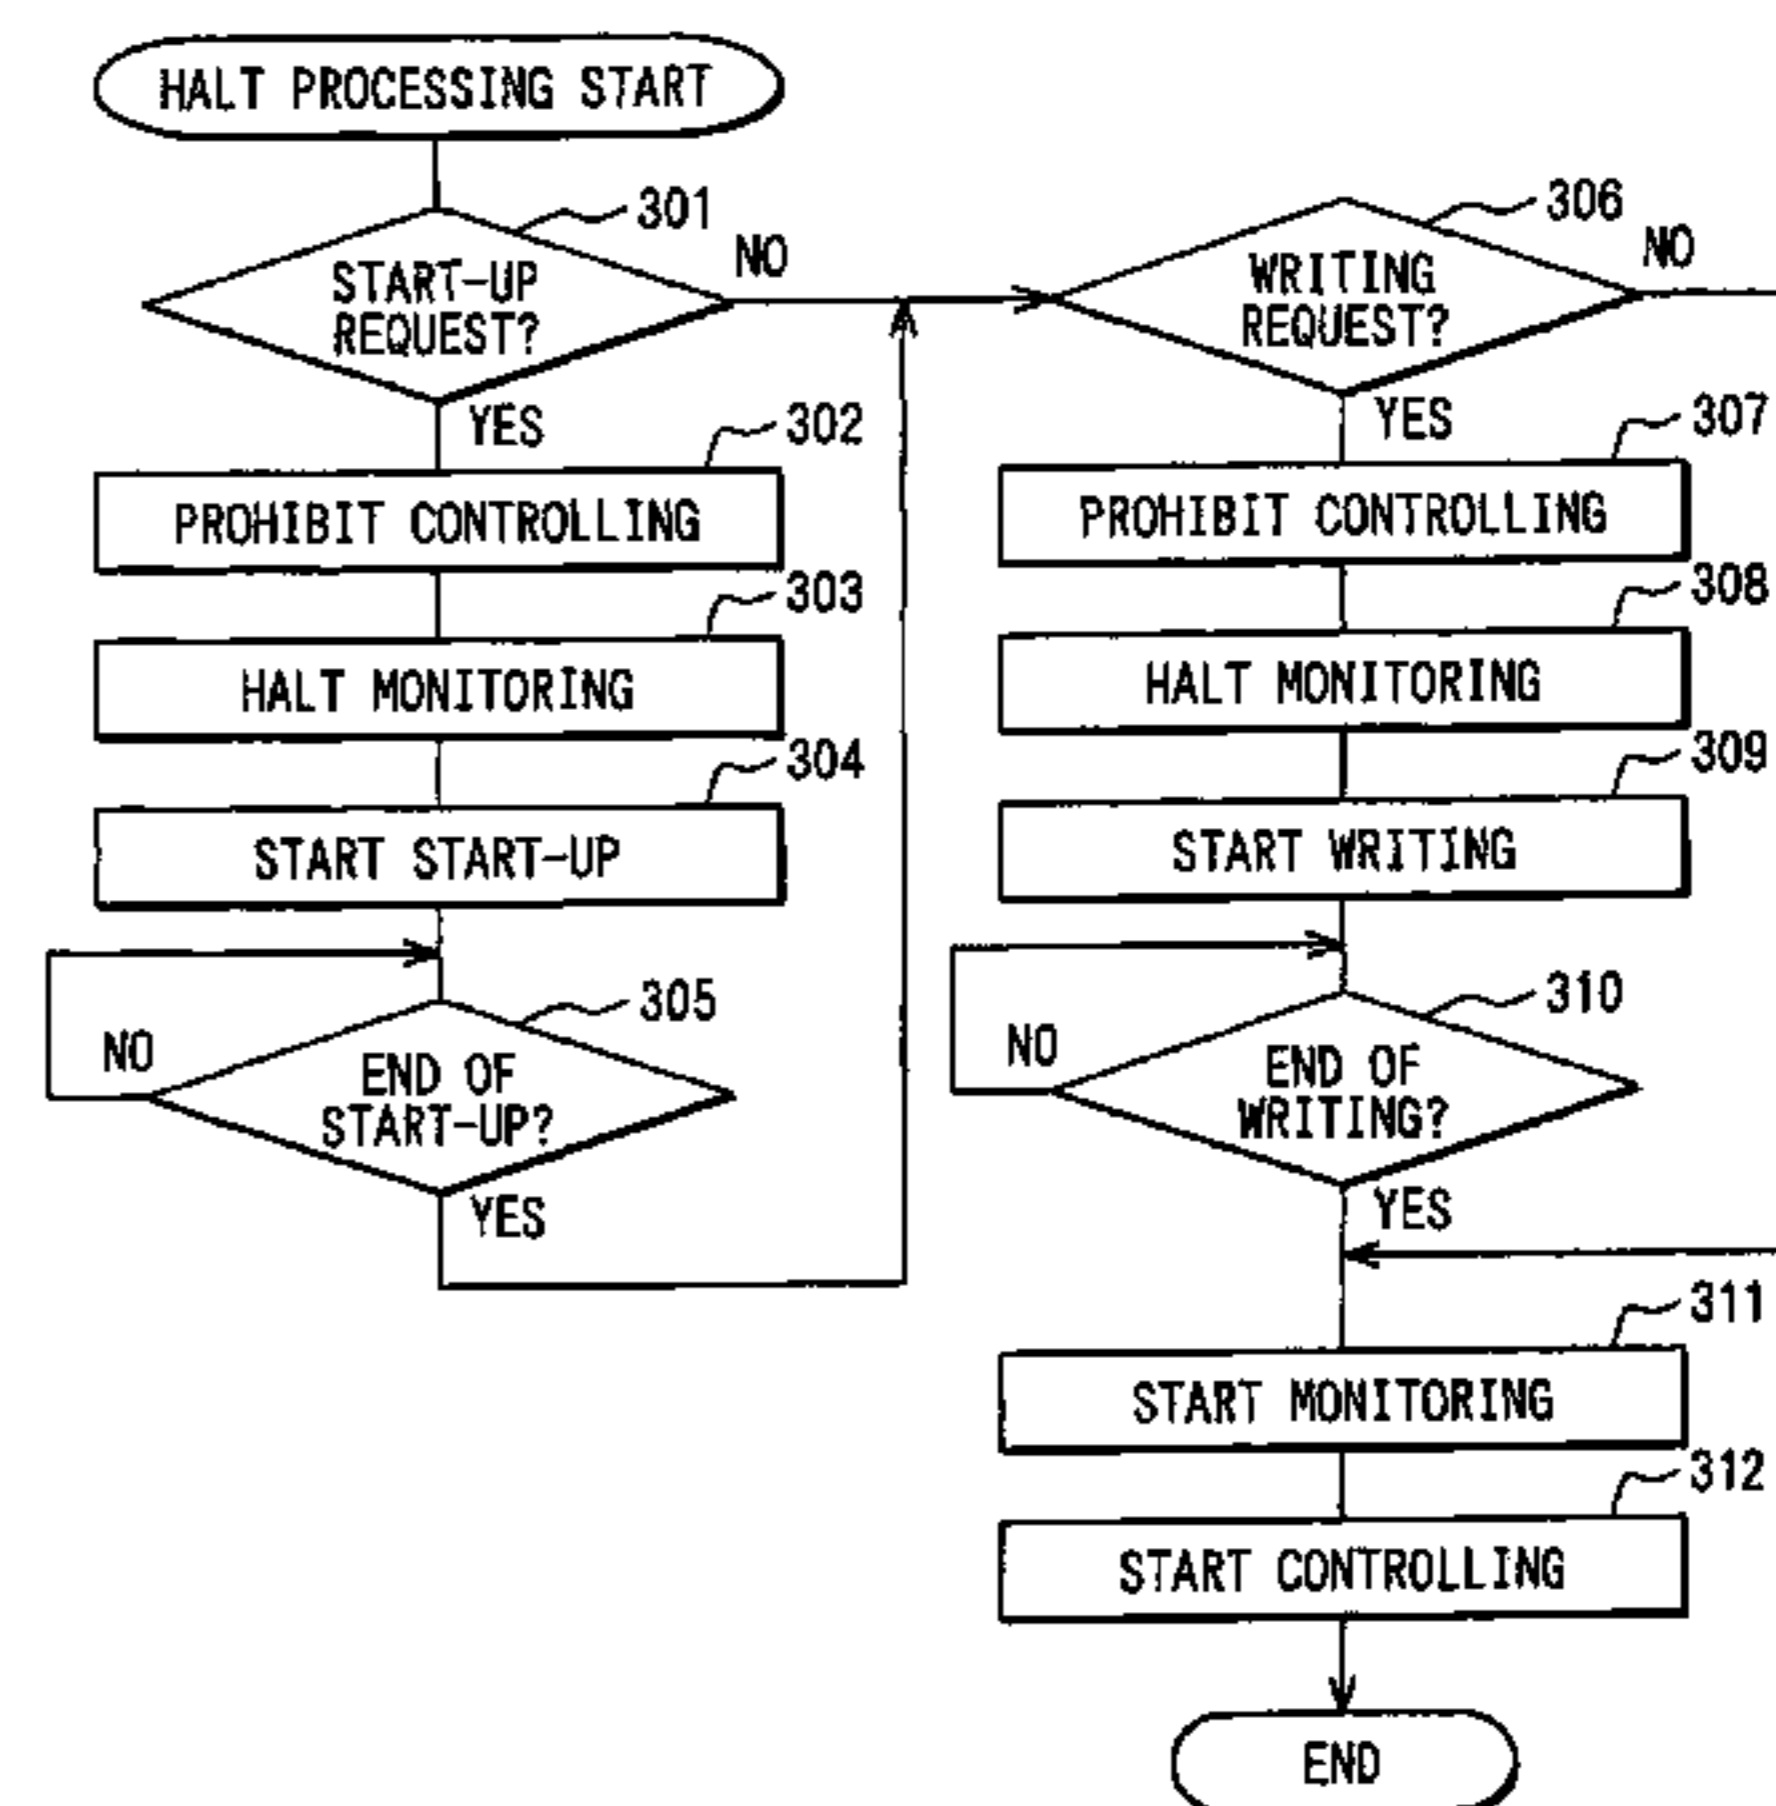 HALT PROCESSING START
301
START-UP
REQUEST?
NO
YES
302
PROHIBIT CONTROLLING
303
HALT MONITORING
304
START START-UP
305
END OF
START-UP?
NO
YES
306
WRITING
REQUEST?
NO
YES
307
PROHIBIT CONTROLLING
308
HALT MONITORING
309
START WRITING
310
END OF
WRITING?
NO
YES
311
START MONITORING
312
START CONTROLLING
END